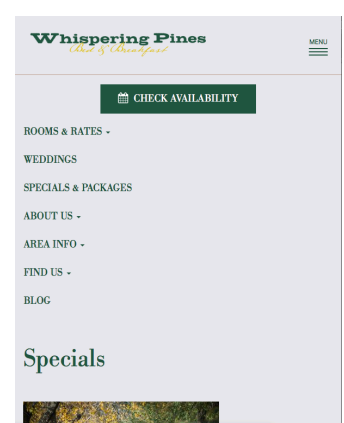 Whispering Pines
Bed & Breakfast
MENU
CHECK AVAILABILITY
ROOMS & RATES
WEDDINGS
SPECIALS & PACKAGES
ABOUT US
AREA INFO
FIND US
BLOG
Specials